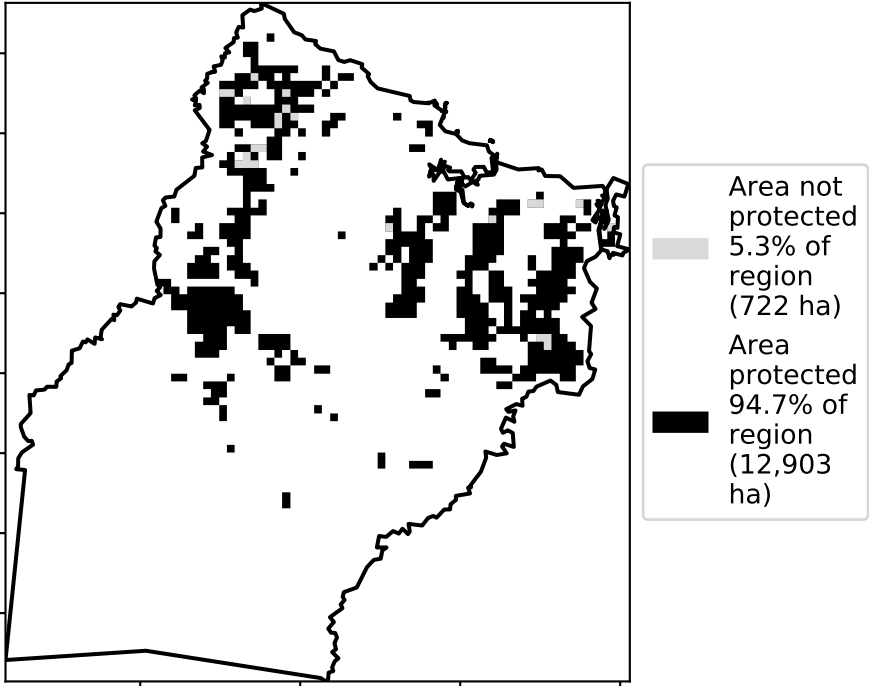 Area not
protected
5.3% of
region
(722 ha)
Area
protected
94.7% of
region
(12,903
ha)